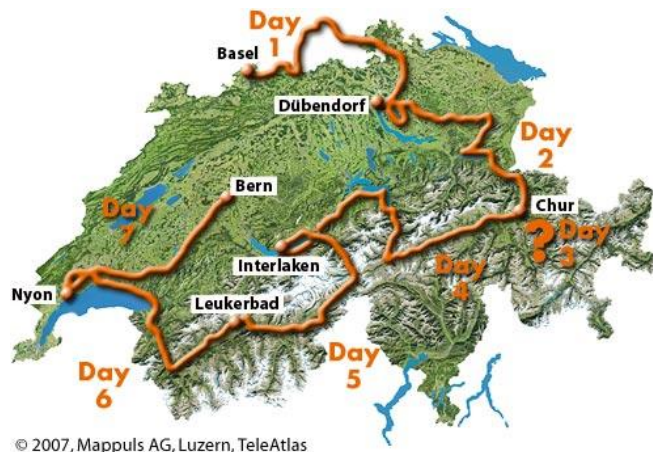 Day
1
Basel
Dübendorf
Day
2
Bern
Chur
Day
7
?
Day
3
Interlaken
Day
4
Nyon
Leukerbad
Day
5
Day
6
© 2007, Mappuls AG, Luzern, TeleAtlas